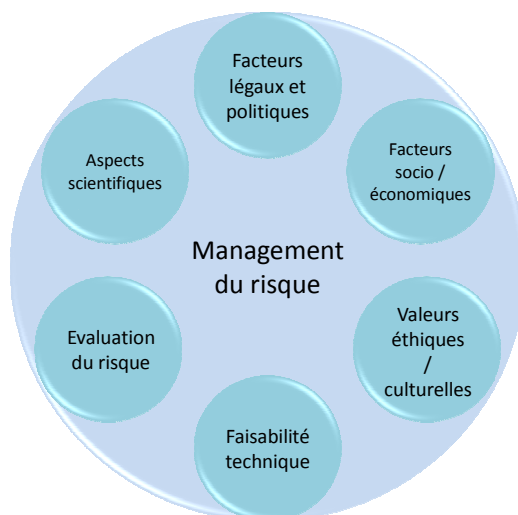 Facteurs
légaux et
politiques
Aspects
scientifiques
Facteurs
socio /
économiques
Management
du risque
Evaluation
du risque
Valeurs
éthiques
/
culturelles
Faisabilité
technique